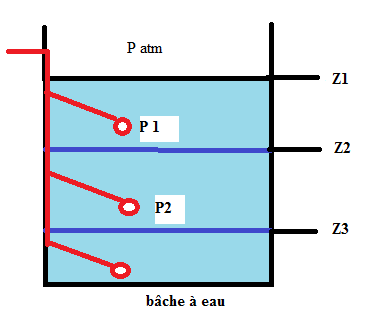 P atm
Z1
P 1
Z2
P2
Z3
bâche à eau